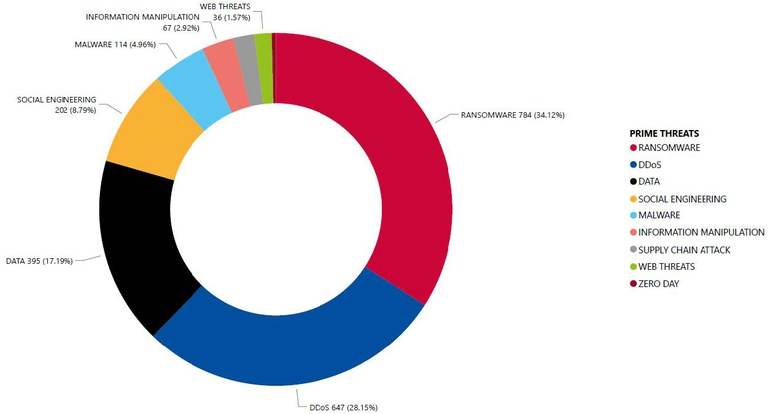 WEB THREATS
36 (1.57%)
INFORMATION MANIPULATION
67 (2.92%)
MALWARE 114 (4.96%)
SOCIAL ENGINEERING
202 (8.79%)
RANSOMWARE 784 (34.12%)
DATA 395 (17.19%)
DDoS 647 (28.15%)
PRIME THREATS
RANSOMWARE
DDoS
DATA
SOCIAL ENGINEERING
MALWARE
INFORMATION MANIPULATION
SUPPLY CHAIN ATTACK
WEB THREATS
ZERO DAY